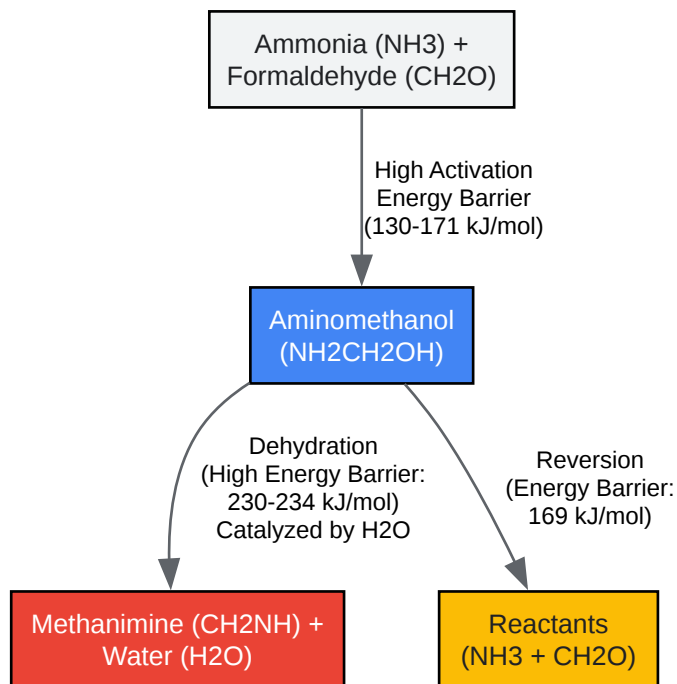 Ammonia (NH3) +
Formaldehyde (CH2O)
High Activation
Energy Barrier
(130-171 kJ/mol)
Aminomethanol
(NH2CH2OH)
Dehydration
(High Energy Barrier:
230-234 kJ/mol)
Catalyzed by H2O
Reversion
(Energy Barrier:
169 kJ/mol)
Methanimine (CH2NH) +
Water (H2O)
Reactants
(NH3 + CH2O)